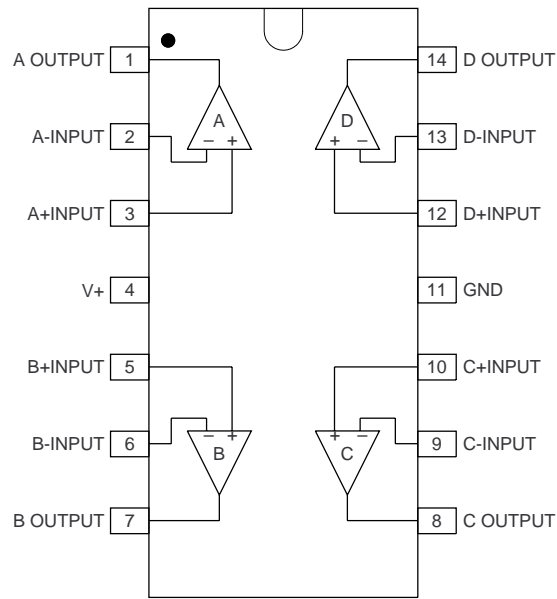 A OUTPUT 1 14 D OUTPUT
A D
A-INPUT 2 − + + − 13 D-INPUT
A+INPUT 3 12 D+INPUT
V+ 4 11 GND
B+INPUT 5 10 C+INPUT
B-INPUT 6 − + + − 9 C-INPUT
B C
B OUTPUT 7 8 C OUTPUT